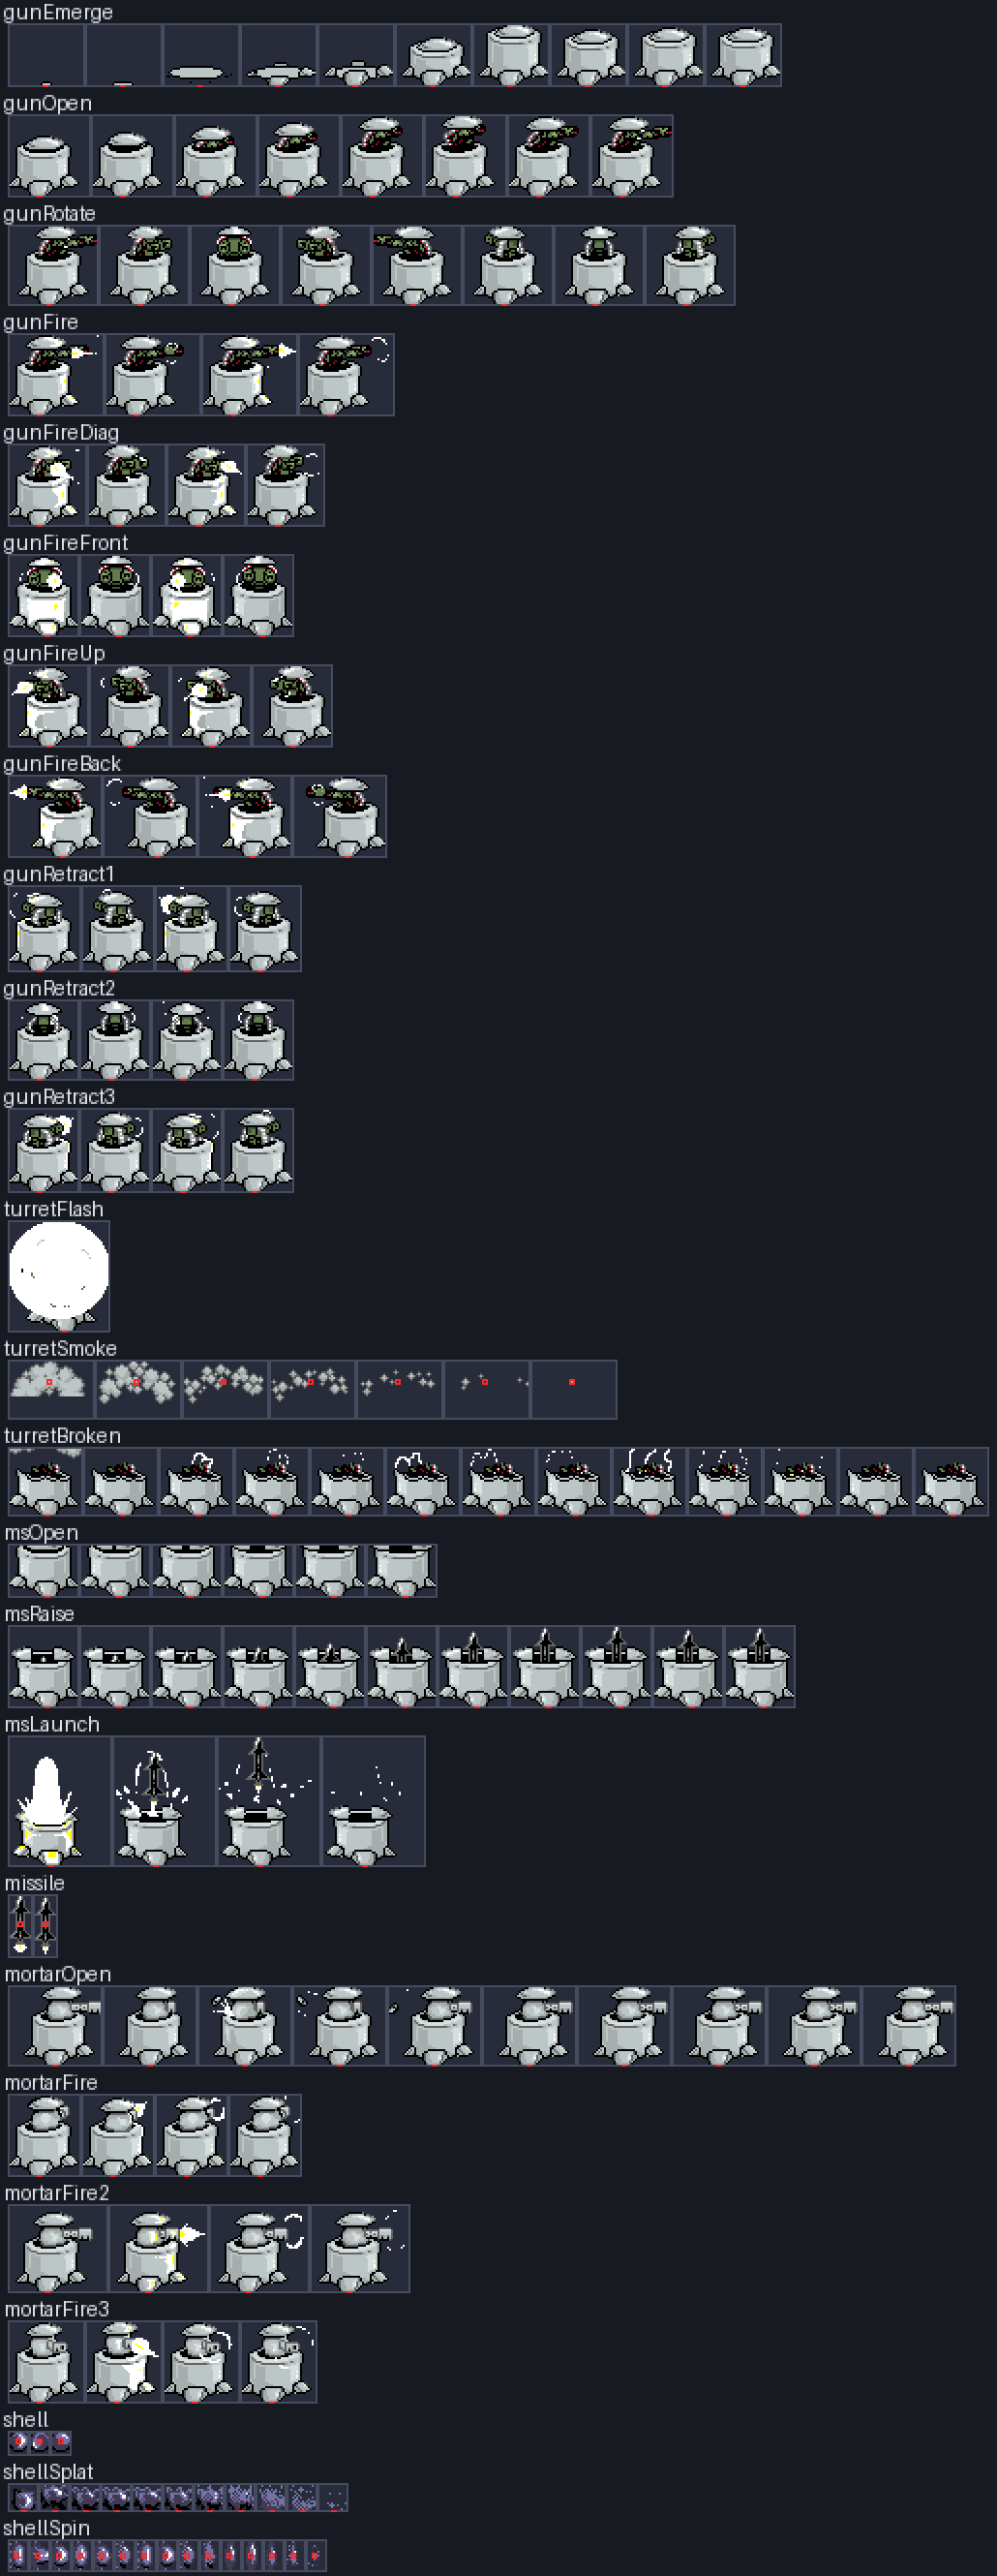 gunEmerge
gunOpen
gunRotate
gunFire
gunFireDiag
gunFireFront
gunFireUp
gunFireBack
gunRetract1
gunRetract2
gunRetract3
turretFlash
turretSmoke
turretBroken
msOpen
msRaise
msLaunch
missile
mortarOpen
mortarFire
mortarFire2
mortarFire3
shell
shellSplat
shellSpin